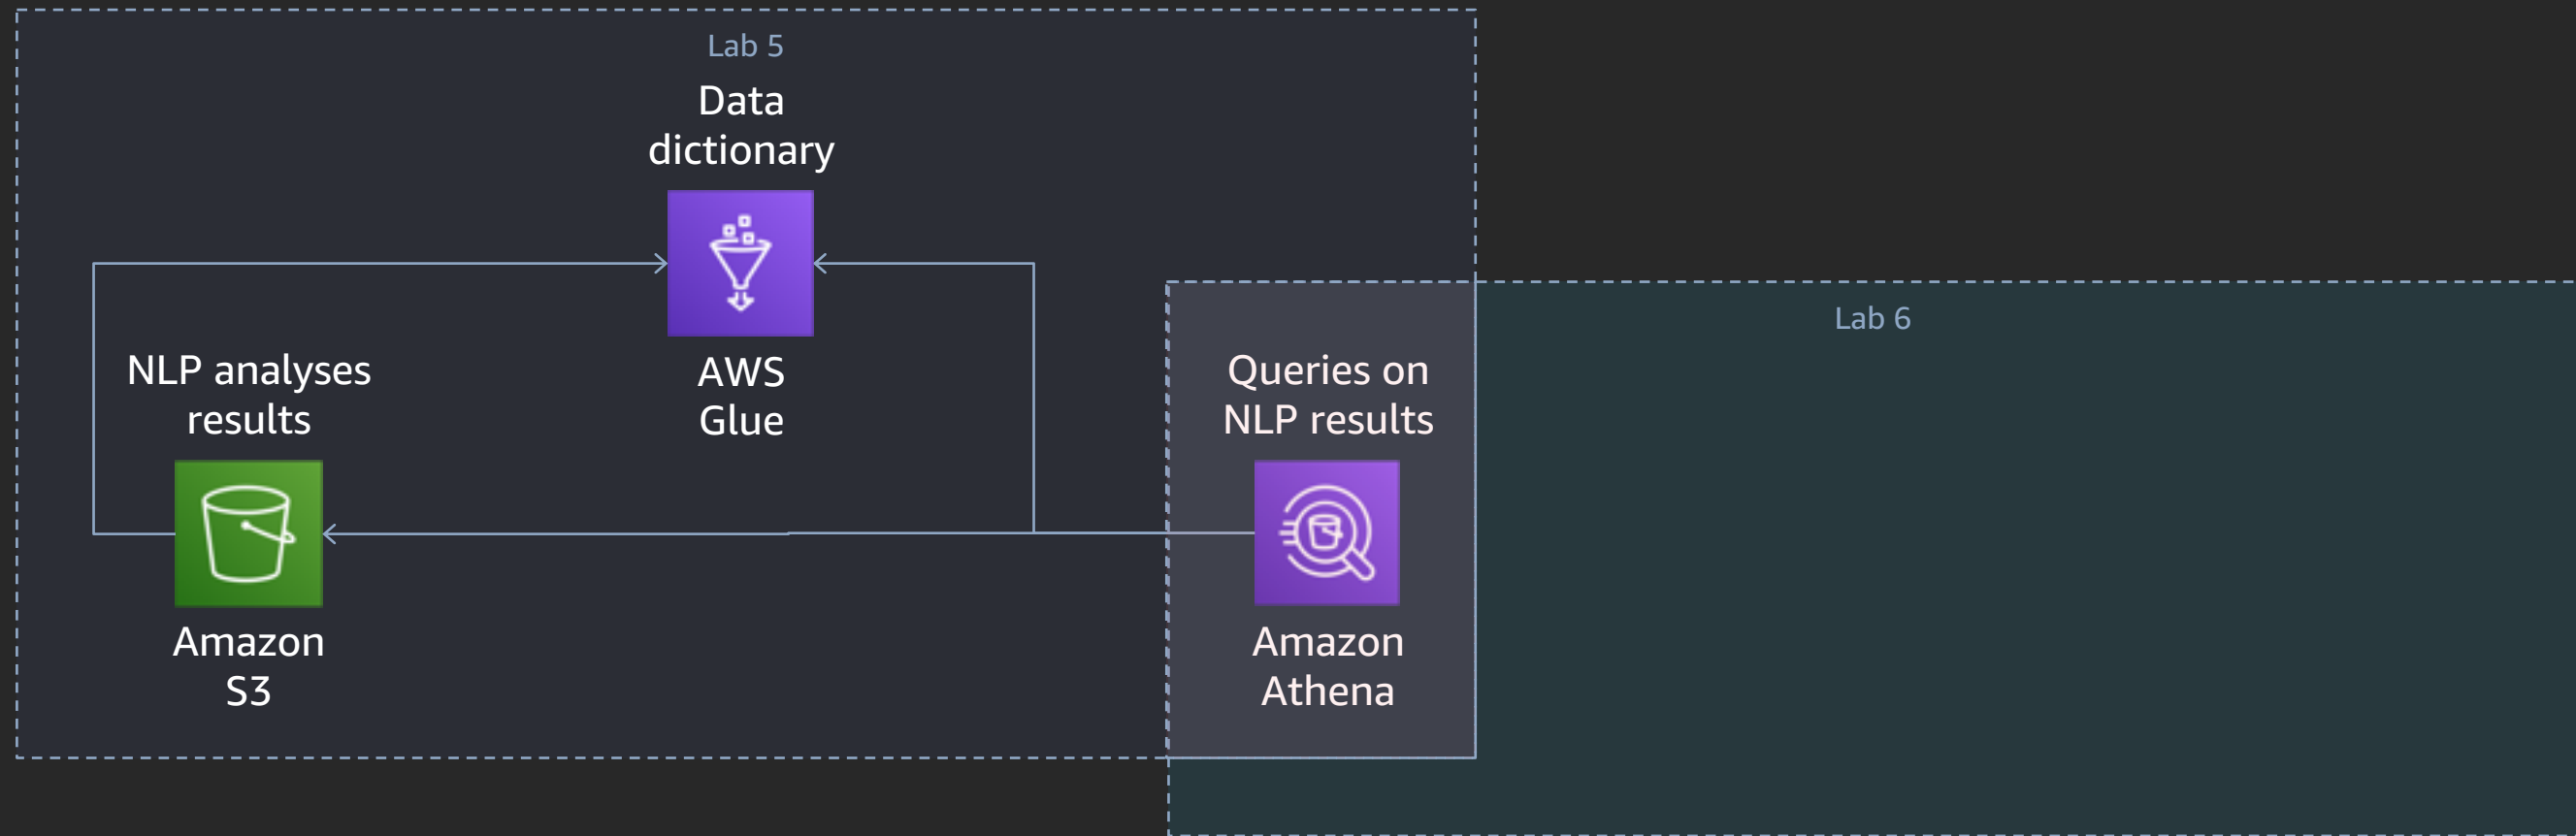 Lab 5
Data
dictionary
AWS
Glue
NLP analyses
results
Amazon
S3
Lab 6
Queries on
NLP results
Amazon
Athena